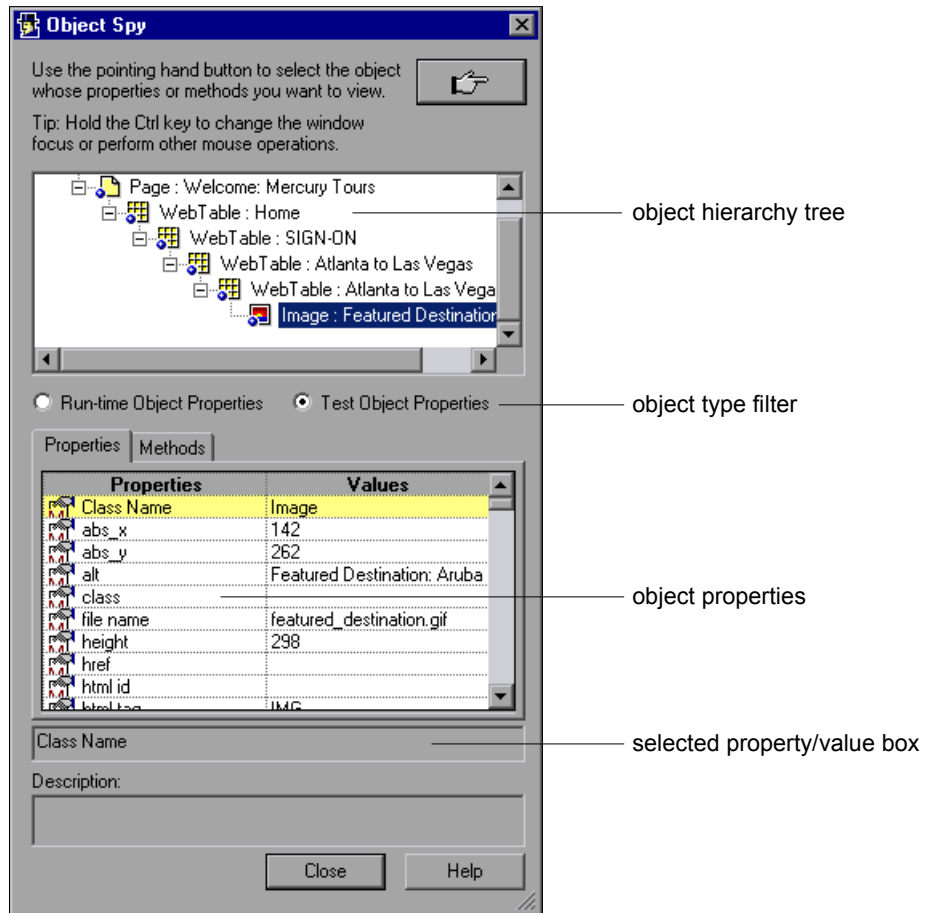 Object Spy
Use the pointing hand button to select the object
whose properties or methods you want to view.
Tip: Hold the Ctrl key to change the window
focus or perform other mouse operations.
Page : Welcome: Mercury Tours
WebTable : Home
object hierarchy tree
WebTable : SIGN-ON
WebTable : Atlanta to Las Vegas
WebTable : Atlanta to Las Vega
Image : Featured Destination
Run-time Object Properties
Test Object Properties
object type filter
Properties
Methods
Properties Values
Class Name Image
abs_x 142
abs_y 262
alt Featured Destination: Aruba
class
object properties
file name featured_destination.gif
height 298
href
html id
html tag IMG
Class Name
selected property/value box
Description:
Close
Help